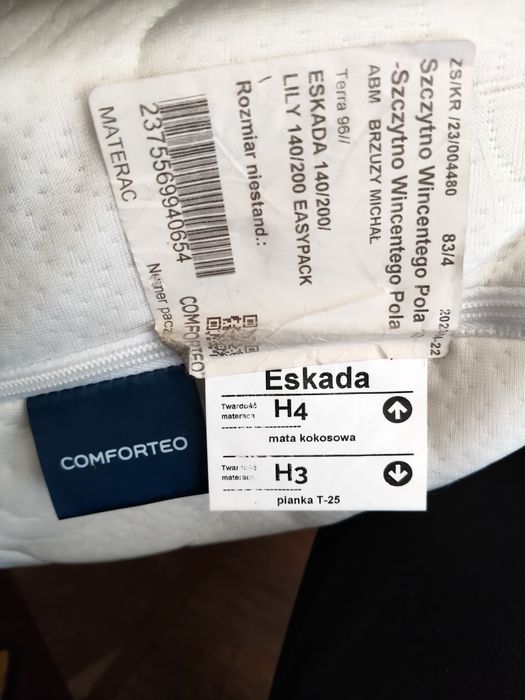 ZS/KR /23/004480 83/4
Szczytno Wincentego Pola
-Szczytno Wincentego Pola
ABM BRZUZY MICHAŁ
Terra 96//
ESKADA 140/200/
LILY 140/200 EASYPACK
\
Rozmiar niestand.:
2375569940654
MATERAC
COMFORTEO
COMFORTEO
Eskada
Twardość
materaca
H4
mata kokosowa
H3
pianka T-25